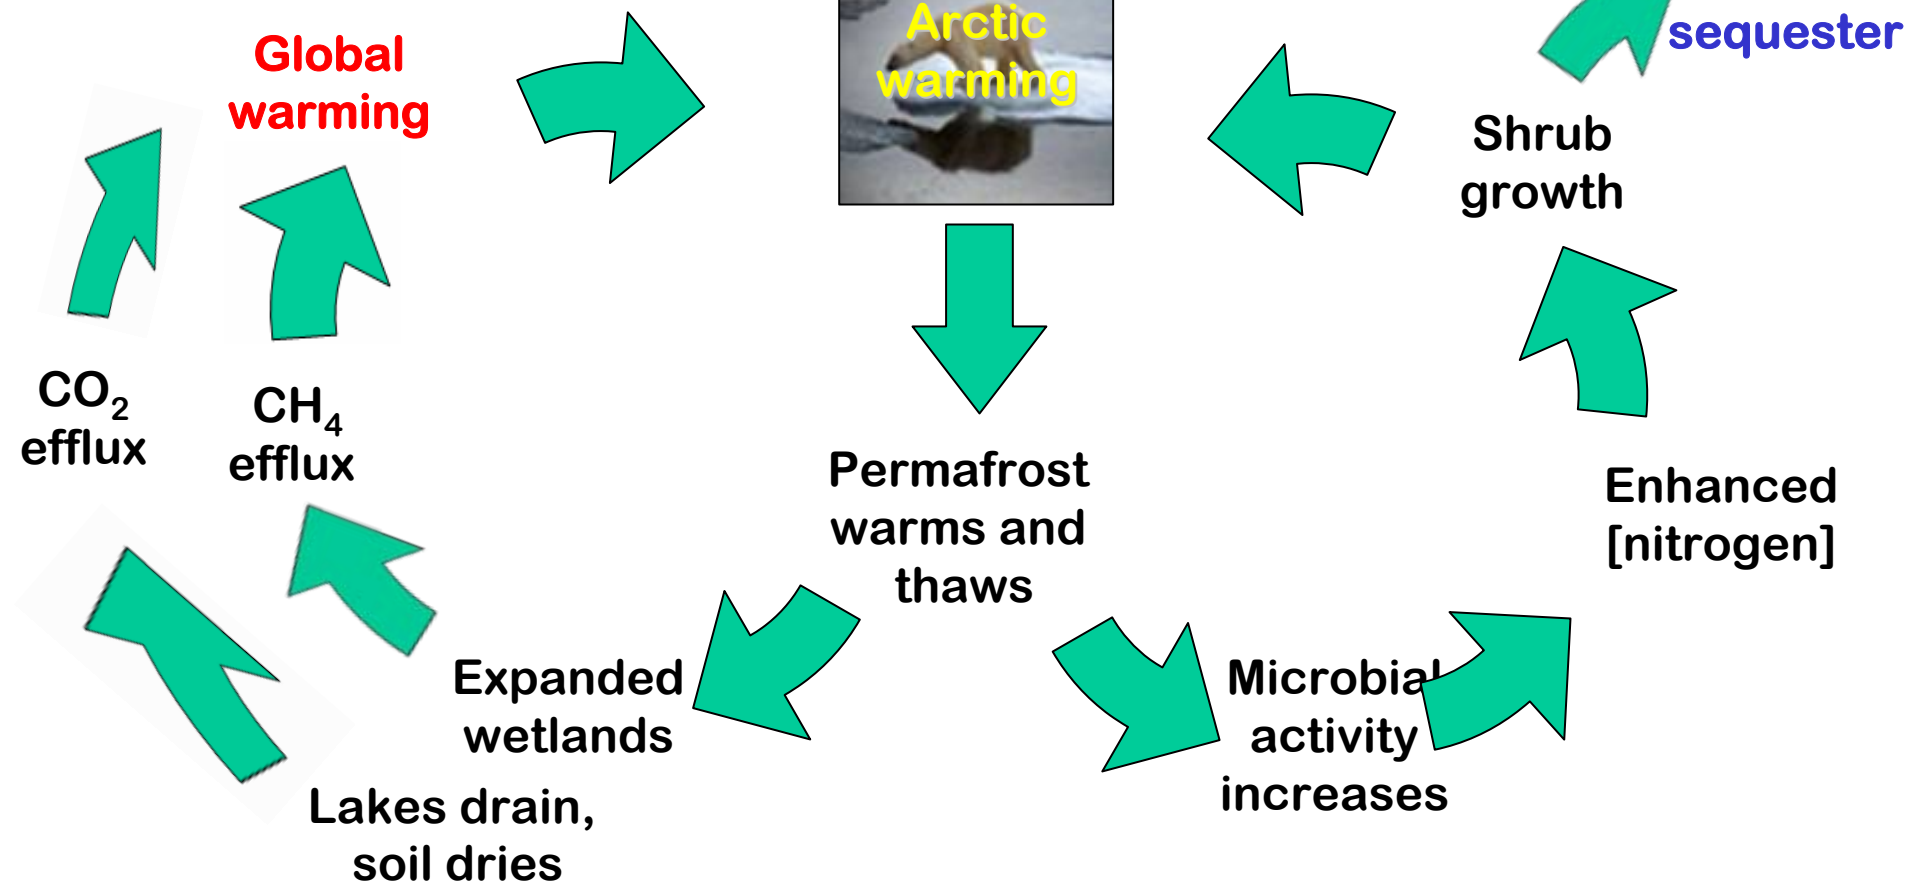 Global
warming
Arctic
warming
sequester
Shrub
growth
CO₂
efflux
CH₄
efflux
Permafrost
warms and
thaws
Enhanced
[nitrogen]
Expanded
wetlands
Microbial
activity
increases
Lakes drain,
soil dries